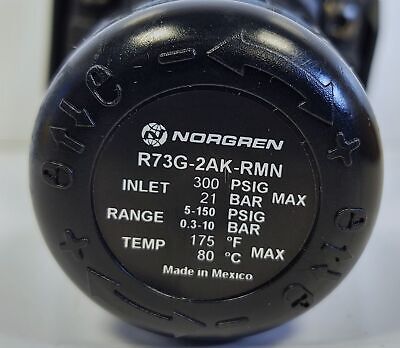 NORGREN
R73G-2AK-RMN
INLET 300 PSIG MAX
21 BAR
RANGE 5-150 PSIG
0.3-10 BAR
TEMP 175 °F MAX
80 °C
Made in Mexico